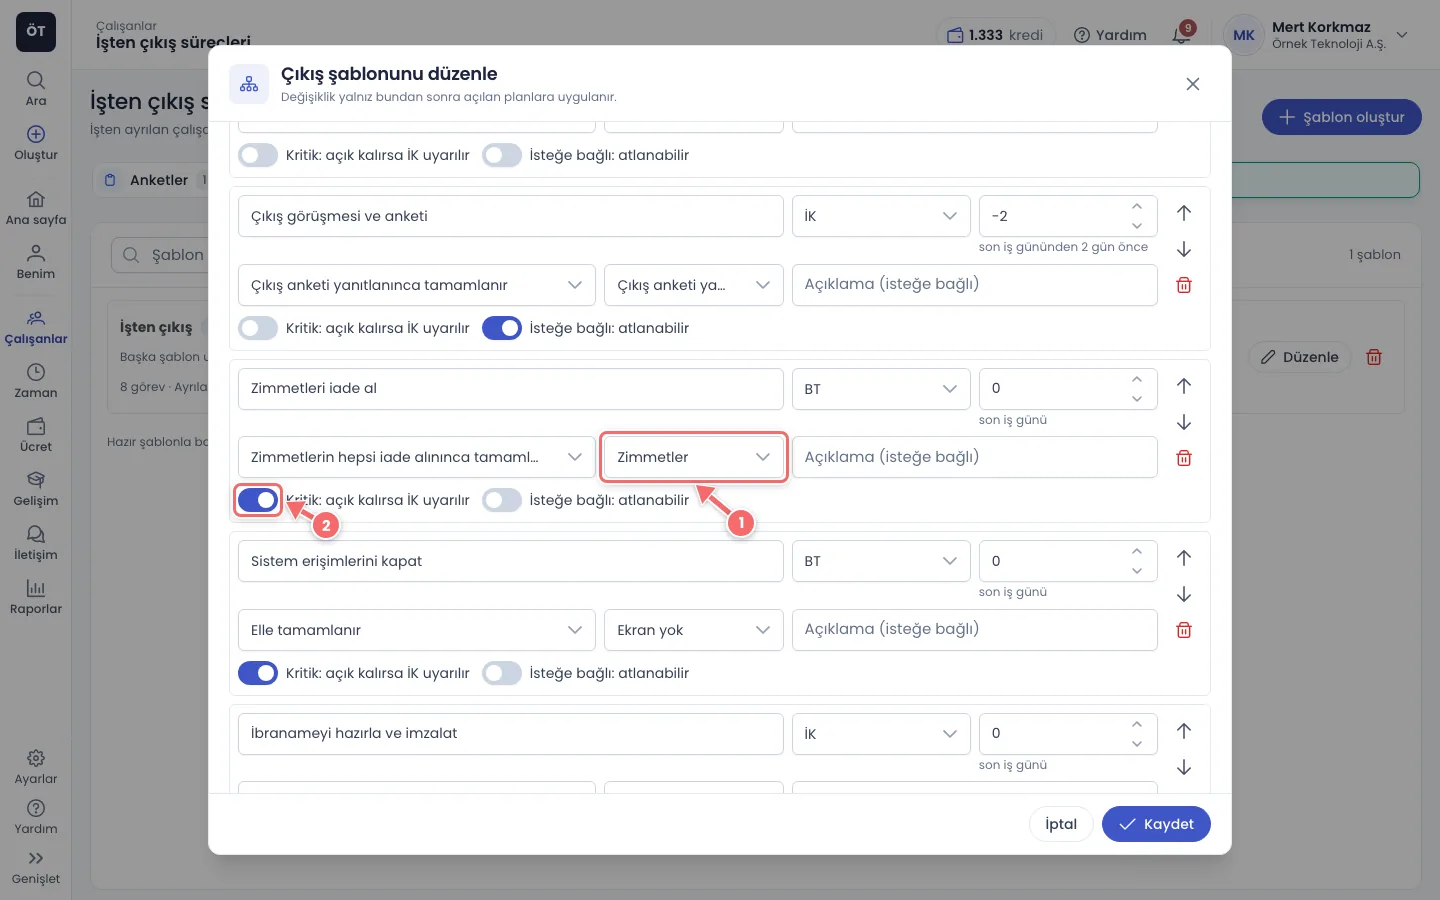 ÖT
Ara
Oluştur
Ana sayfa
Benim
Çalışanlar
Zaman
Ücret
Gelişim
İletişim
Raporlar
Ayarlar
Yardım
Genişlet
Çalışanlar
İşten çıkış süreçleri
1.333 kredi
Yardım
9
MK
Mert Korkmaz
Örnek Teknoloji A.Ş.
İşten çıkış s
İşten ayrılan çalışa
Şablon oluştur
Anketler 1
Şablon
1 şablon
İşten çıkış
Başka şablon u
8 görev · Ayrıla
Düzenle
Hazır şablonla ba
Çıkış şablonunu düzenle
Değişiklik yalnız bundan sonra açılan planlara uygulanır.
Kritik: açık kalırsa İK uyarılır
İsteğe bağlı: atlanabilir
Çıkış görüşmesi ve anketi
İK
-2
son iş gününden 2 gün önce
Çıkış anketi yanıtlanınca tamamlanır
Çıkış anketi ya...
Açıklama (isteğe bağlı)
Kritik: açık kalırsa İK uyarılır
İsteğe bağlı: atlanabilir
Zimmetleri iade al
BT
0
son iş günü
Zimmetlerin hepsi iade alınınca tamaml...
Zimmetler
Açıklama (isteğe bağlı)
Kritik: açık kalırsa İK uyarılır
İsteğe bağlı: atlanabilir
2
1
Sistem erişimlerini kapat
BT
0
son iş günü
Elle tamamlanır
Ekran yok
Açıklama (isteğe bağlı)
Kritik: açık kalırsa İK uyarılır
İsteğe bağlı: atlanabilir
İbranameyi hazırla ve imzalat
İK
0
son iş günü
İptal
Kaydet